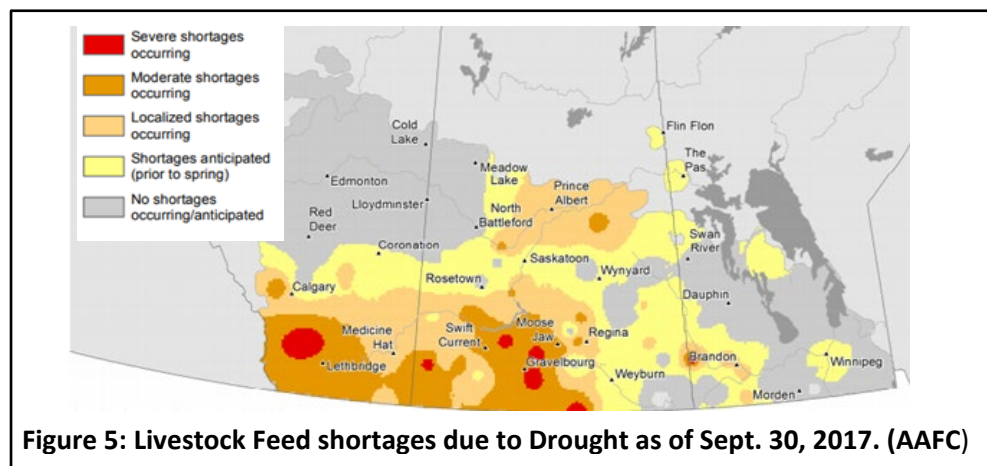 Severe shortages
occurring
Moderate shortages
occurring
Localized shortages
occurring
Shortages anticipated
(prior to spring)
No shortages
occurring/anticipated
Cold
Lake
Flin Flon
The
Pas
Meadow
Lake
Edmonton
Prince
Albert
Lloydminster
North
Battleford
Red
Deer
Swan
River
Coronation
Saskatoon
Rosetown
Wynyard
Calgary
Dauphin
Medicine
Hat
Swift
Current
Moose
Jaw
Regina
Lethbridge
Gravelbourg
Brandon
Winnipeg
Weyburn
Morden
Figure 5: Livestock Feed shortages due to Drought as of Sept. 30, 2017. (AAFC)